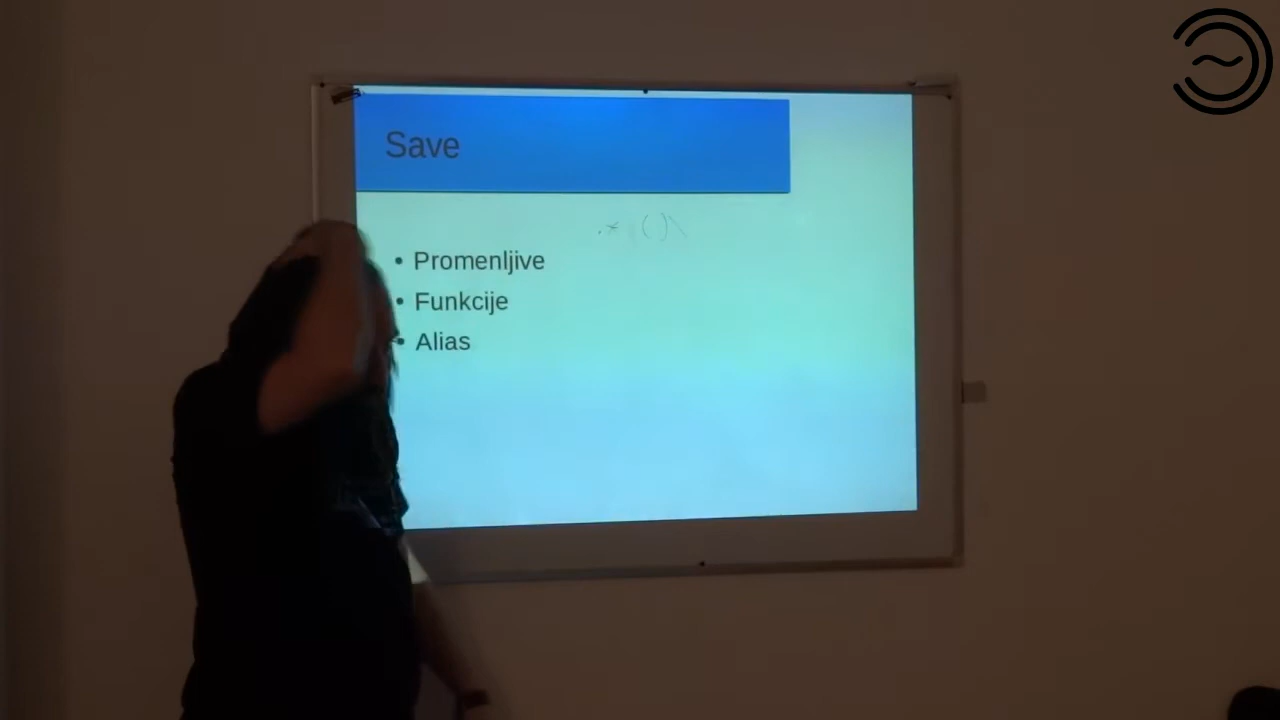 Save
.* ( ) \
• Promenljive
• Funkcije
• Alias